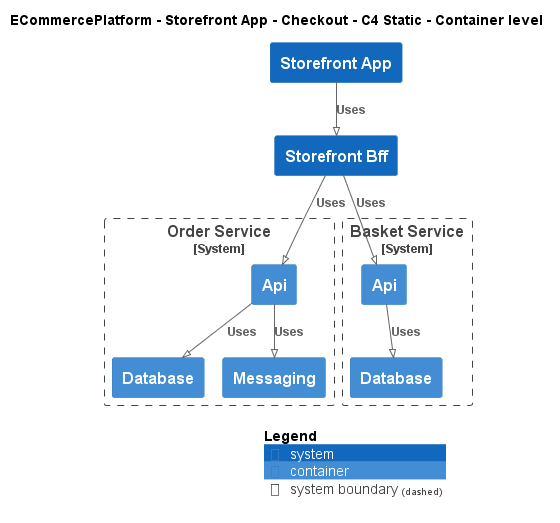 ECommercePlatform - Storefront App - Checkout - C4 Static - Container level
Storefront App
Uses
Storefront Bff
Uses
Uses
Order Service
[System]
Basket Service
[System]
Api
Api
Uses
Uses
Uses
Database
Messaging
Database
Legend
system
container
system boundary (dashed)